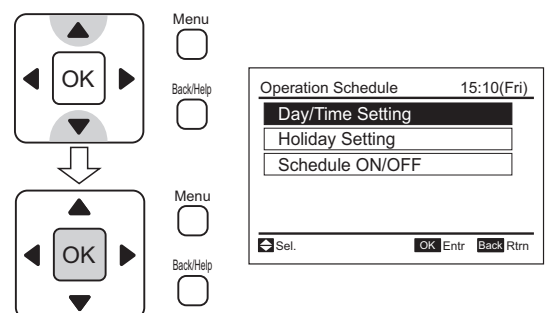 Menu
OK
Back/Help
Menu
OK
Back/Help
Operation Schedule 15:10(Fri)
Day/Time Setting
Holiday Setting
Schedule ON/OFF
Sel. OK Entr Back Rtrn